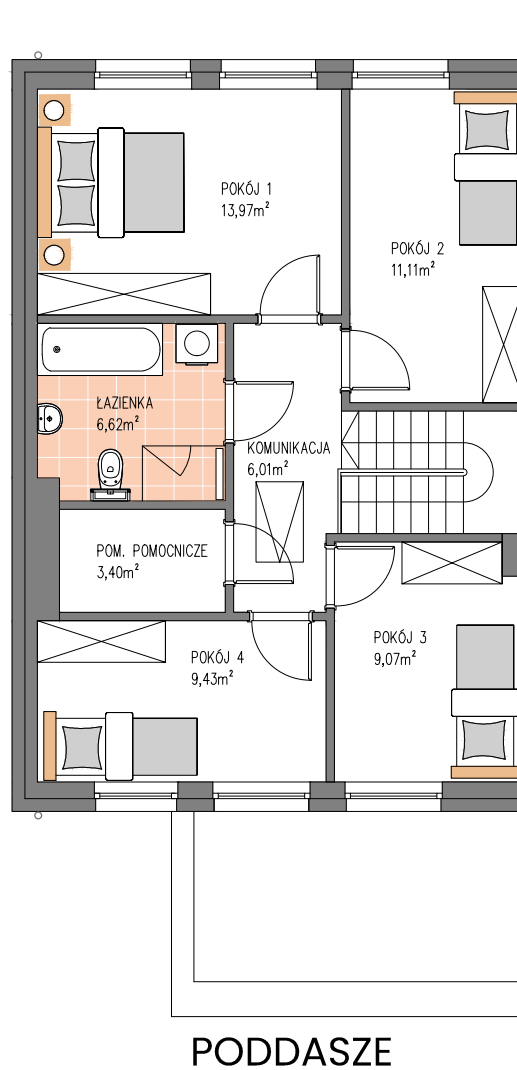 POKÓJ 1
13,97m²
POKÓJ 2
11,11m²
ŁAZIENKA
6,62m²
KOMUNIKACJA
6,01m²
POM. POMOCNICZE
3,40m²
POKÓJ 3
9,07m²
POKÓJ 4
9,43m²
PODDASZE